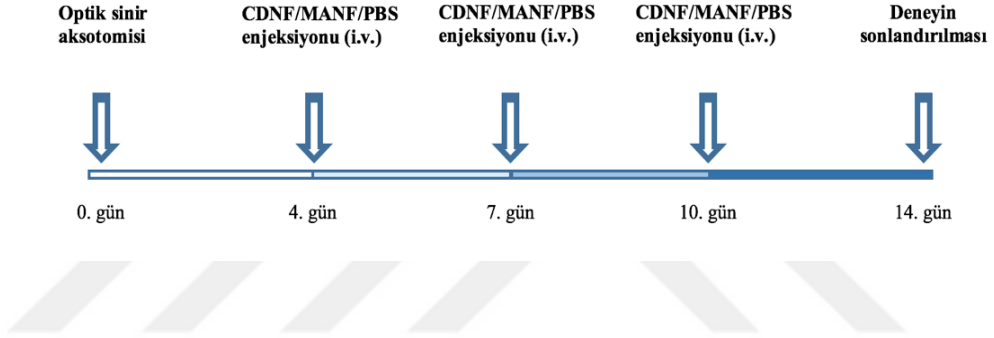 Optik sinir
aksotomisi
CDNF/MANF/PBS
enjeksiyonu (i.v.)
CDNF/MANF/PBS
enjeksiyonu (i.v.)
CDNF/MANF/PBS
enjeksiyonu (i.v.)
Deneyin
sonlandırılması
0. gün
4. gün
7. gün
10. gün
14. gün